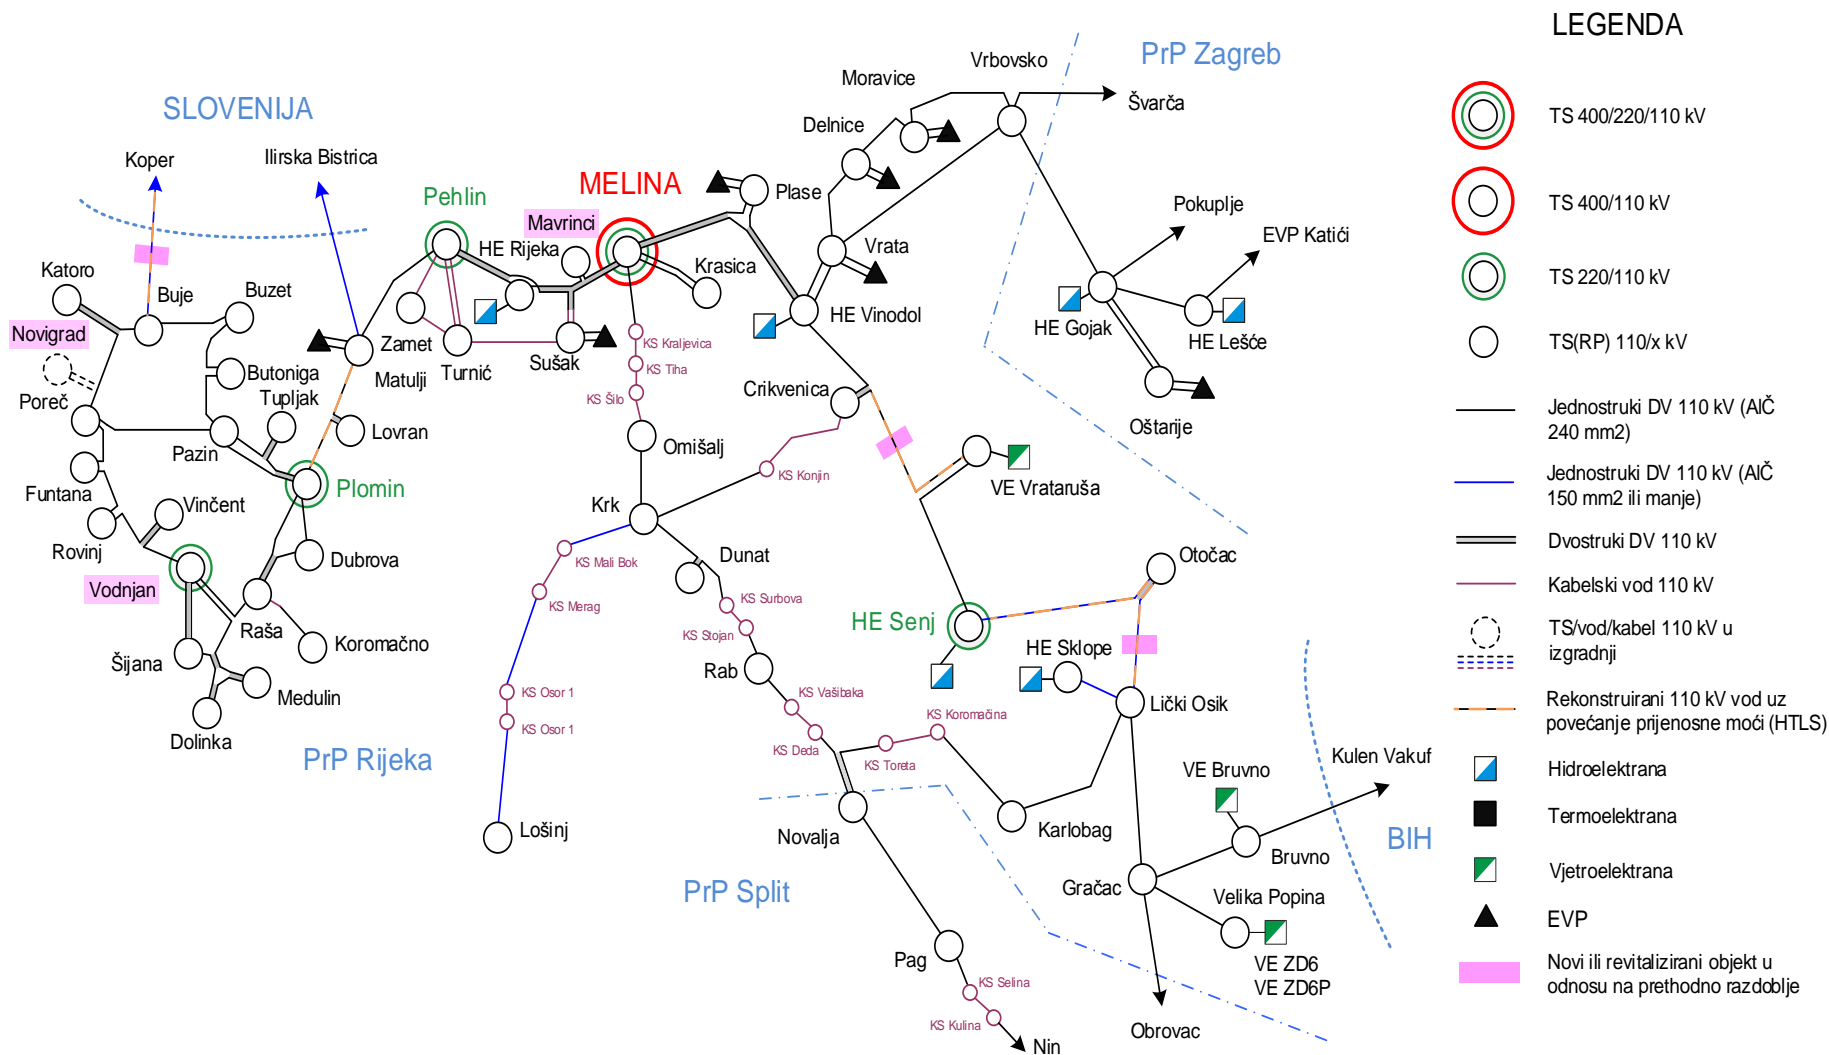 LEGENDA
PrP Zagreb
SLOVENIJA
Koper
Ilirska Bistrica
Pehlin
MELINA
Mavrinci
HE Rijeka
Krasica
Plase
Moravice
Delnice
Vrbovsko
Švarča
Vrata
HE Vinodol
Pokuplje
EVP Katići
HE Gojak
HE Lešće
Oštarije
Katoro
Buje
Buzet
Novigrad
Butoniga
Tupljak
Poreč
Pazin
Matulji
Zamet
Turnić
Sušak
Lovran
Funtana
Vinčent
Plomin
Rovinj
Dubrova
Vodnjan
Raša
Koromačno
Šijana
Medulin
Dolinka
PrP Rijeka
KS Kraljevica
KS Tiha
KS Šilo
Omišalj
Crikvenica
KS Konjin
Krk
Dunat
KS Mali Bok
KS Merag
KS Surbova
KS Stojan
Rab
KS Osor 1
KS Osor 1
Lošinj
KS Vašibaka
KS Deda
KS Koromačina
KS Toreta
Novalja
Karlobag
VE Vrataruša
Otočac
HE Senj
HE Sklope
Lički Osik
VE Bruvno
Kulen Vakuf
BIH
Bruvno
Gračac
Velika Popina
VE ZD6
VE ZD6P
Obrovac
PrP Split
Pag
KS Selina
KS Kulina
Nin
TS 400/220/110 kV
TS 400/110 kV
TS 220/110 kV
TS(RP) 110/x kV
Jednostruki DV 110 kV (AlČ
240 mm2)
Jednostruki DV 110 kV (AlČ
150 mm2 ili manje)
Dvostruki DV 110 kV
Kabelski vod 110 kV
TS/vod/kabel 110 kV u
izgradnji
Rekonstruirani 110 kV vod uz
povećanje prijenosne moći (HTLS)
Hidroelektrana
Termoelektrana
Vjetroelektrana
EVP
Novi ili revitalizirani objekt u
odnosu na prethodno razdoblje